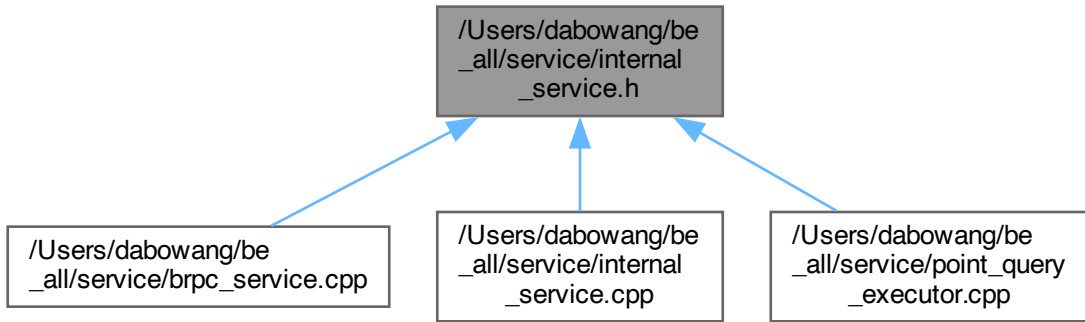 /Users/dabowang/be
_all/service/internal
_service.h
/Users/dabowang/be
_all/service/brpc_service.cpp
/Users/dabowang/be
_all/service/internal
_service.cpp
/Users/dabowang/be
_all/service/point_query
_executor.cpp